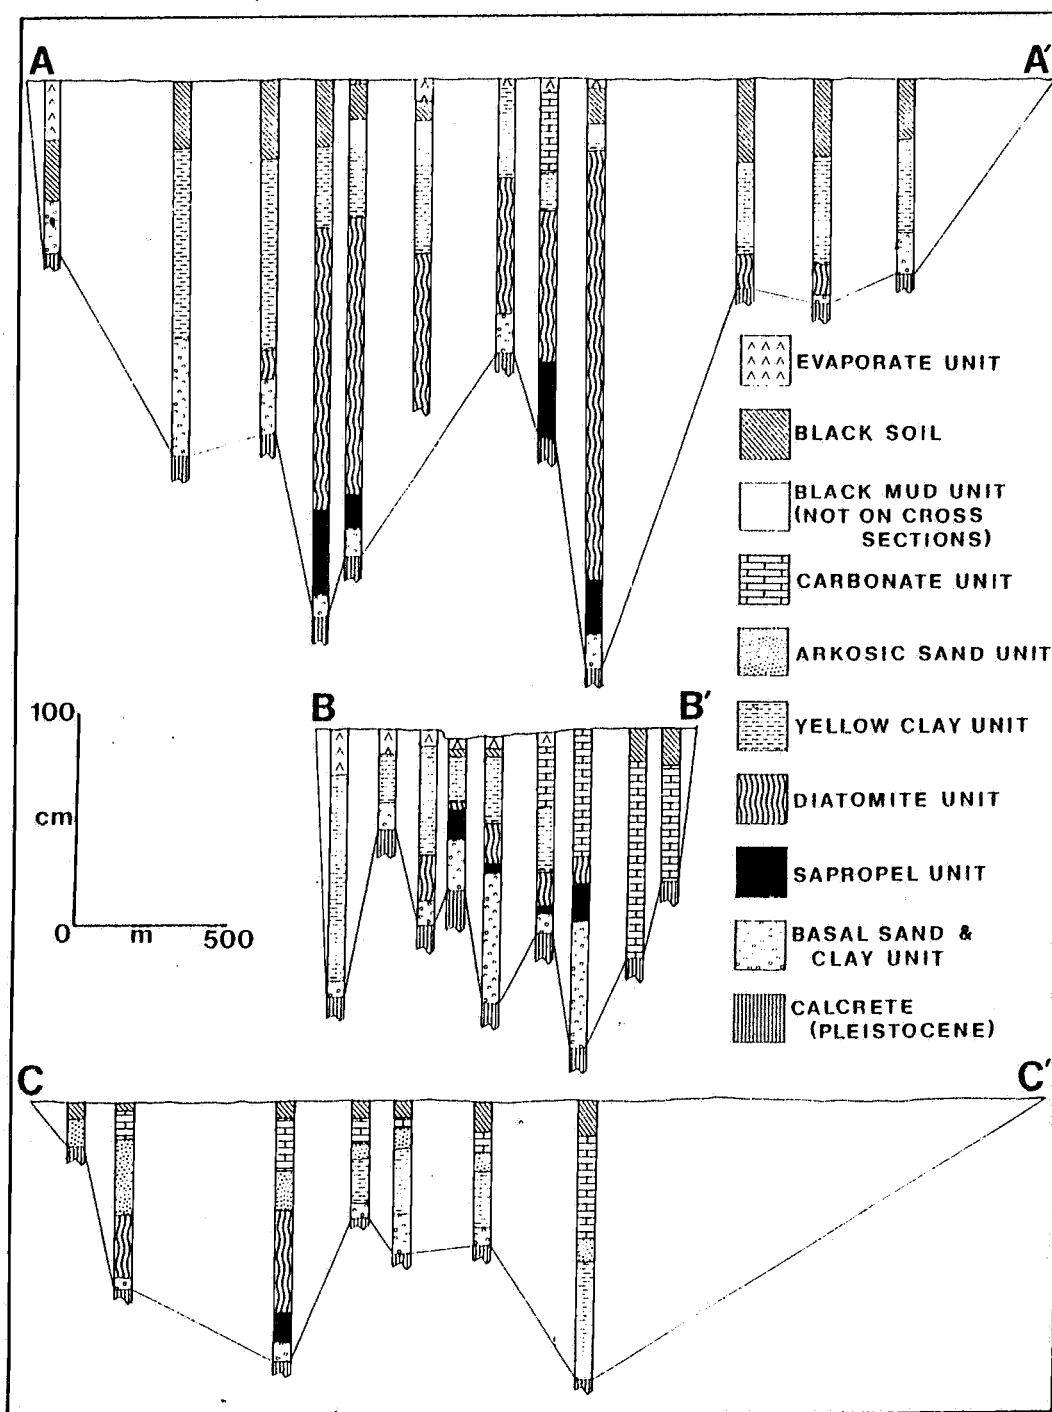 A A'
EVAPORATE UNIT
BLACK SOIL
BLACK MUD UNIT
(NOT ON CROSS
SECTIONS)
CARBONATE UNIT
ARKOSIC SAND UNIT
B B'
100
YELLOW CLAY UNIT
DIATOMITE UNIT
cm
SAPROPEL UNIT
0 m 500
BASAL SAND &
CLAY UNIT
CALCRETE
(PLEISTOCENE)
C C'